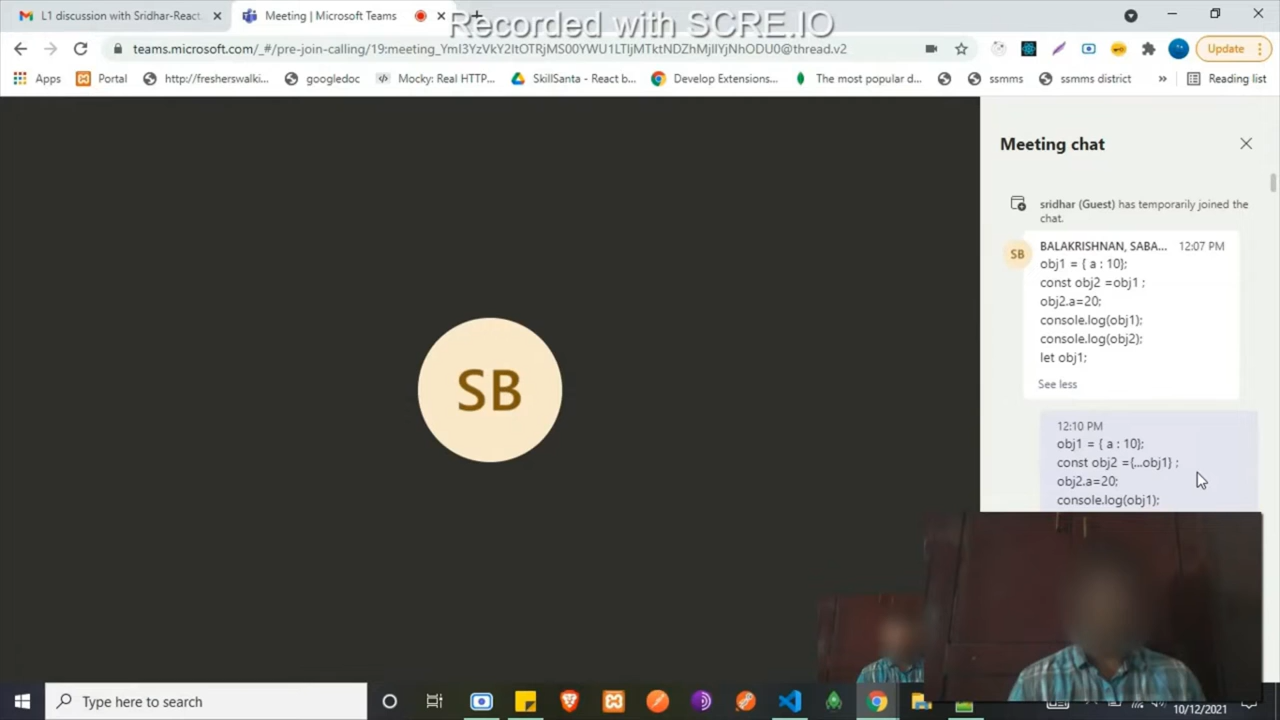 L1 discussion with Sridhar-React
Meeting | Microsoft Teams
Recorded with SCRE.IO
teams.microsoft.com/_#/pre-join-calling/19:meeting_YmI3YzVkY2ItOTRjMS00YWU1LTljMTktNDZhMjllYjNhODU0@thread.v2
Update
Apps
Portal
http://fresherswalki...
googledoc
Mocky: Real HTTP...
SkillSanta - React b...
Develop Extensions...
The most popular d...
ssmms
ssmms district
»
Reading list
Meeting chat
sridhar (Guest) has temporarily joined the
chat.
SB
BALAKRISHNAN, SABA... 12:07 PM
obj1 = { a : 10};
const obj2 =obj1 ;
obj2.a=20;
console.log(obj1);
console.log(obj2);
let obj1;
See less
12:10 PM
obj1 = { a : 10};
const obj2 ={...obj1} ;
obj2.a=20;
console.log(obj1);
SB
Type here to search
10/12/2021